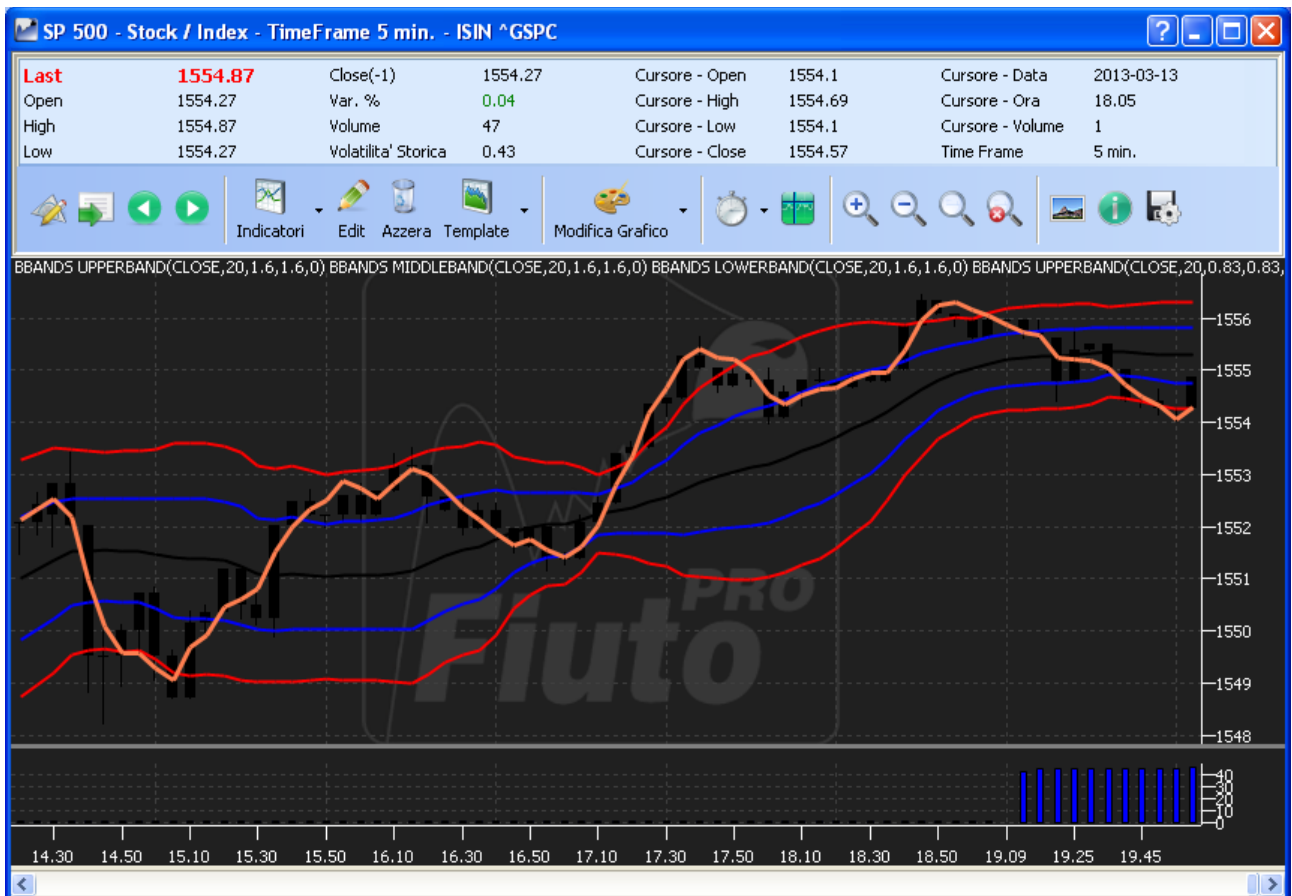 SP 500 - Stock / Index - TimeFrame 5 min. - ISIN ^GSPC
Last 1554.87 Close(-1) 1554.27 Cursore - Open 1554.1 Cursore - Data 2013-03-13
Open 1554.27 Var. % 0.04 Cursore - High 1554.69 Cursore - Ora 18.05
High 1554.87 Volume 47 Cursore - Low 1554.1 Cursore - Volume 1
Low 1554.27 Volatilita' Storica 0.43 Cursore - Close 1554.57 Time Frame 5 min.
Indicatori Edit Azzera Template Modifica Grafico
BBANDS UPPERBAND(CLOSE,20,1.6,1.6,0) BBANDS MIDDLEBAND(CLOSE,20,1.6,1.6,0) BBANDS LOWERBAND(CLOSE,20,1.6,1.6,0) BBANDS UPPERBAND(CLOSE,20,0.83,0.83,
1556
1555
1554
1553
1552
1551
1550
1549
1548
PRO
Fiuto
40
30
20
10
0
14.30 14.50 15.10 15.30 15.50 16.10 16.30 16.50 17.10 17.30 17.50 18.10 18.30 18.50 19.09 19.25 19.45